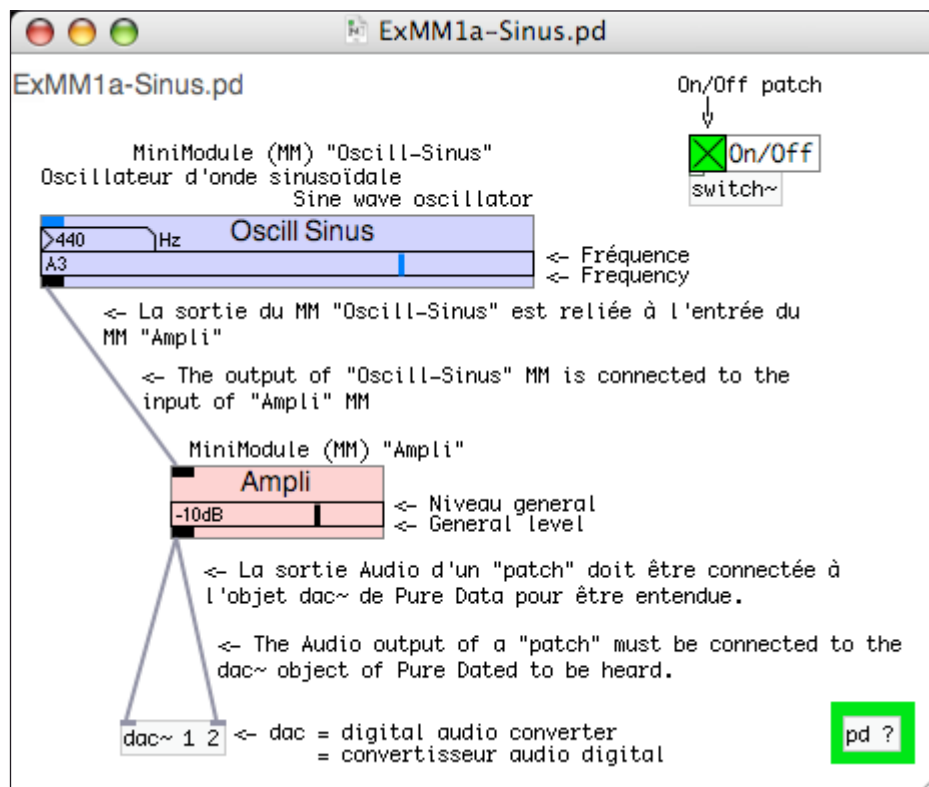 ExMM1a-Sinus.pd
ExMM1a-Sinus.pd
On/Off patch
On/Off
switch~
MiniModule (MM) "Oscill-Sinus"
Oscillateur d'onde sinusoïdale
Sine wave oscillator
440 Hz Oscill Sinus
A3
<- Fréquence
<- Frequency
<- La sortie du MM "Oscill-Sinus" est reliée à l'entrée du
MM "Ampli"
<- The output of "Oscill-Sinus" MM is connected to the
input of "Ampli" MM
MiniModule (MM) "Ampli"
Ampli
-10dB
<- Niveau general
<- General level
<- La sortie Audio d'un "patch" doit être connectée à
l'objet dac~ de Pure Data pour être entendue.
<- The Audio output of a "patch" must be connected to the
dac~ object of Pure Dated to be heard.
dac~ 1 2
<- dac = digital audio converter
= convertisseur audio digital
pd ?